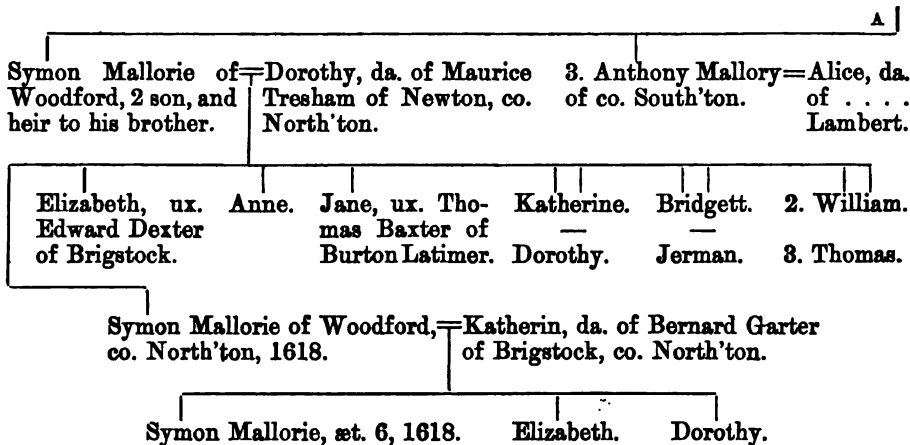 A
Symon Mallorie of
Woodford, 2 son, and
heir to his brother.
=Dorothy, da. of Maurice
Tresham of Newton, co.
North'ton.
3. Anthony Mallory=
of co. South'ton.
Alice, da.
of . . . .
Lambert.
Elizabeth, ux.
Edward Dexter
of Brigstock.
Anne.
Jane, ux. Tho-
mas Baxter of
Burton Latimer.
Katherine.
—
Dorothy.
Bridgett.
—
Jerman.
2. William.
3. Thomas.
Symon Mallorie of Woodford,=
co. North'ton, 1618.
Katherin, da. of Bernard Garter
of Brigstock, co. North'ton.
Symon Mallorie, æt. 6, 1618.
Elizabeth.
Dorothy.